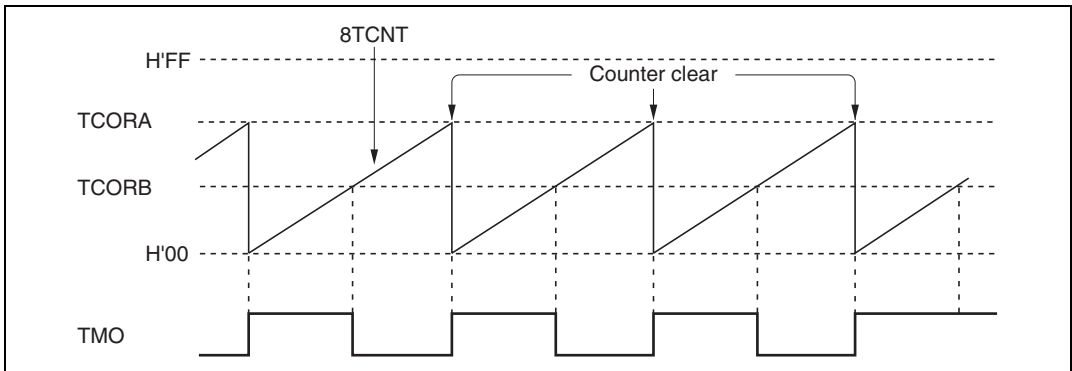 8TCNT
H'FF
Counter clear
TCORA
TCORB
H'00
TMO